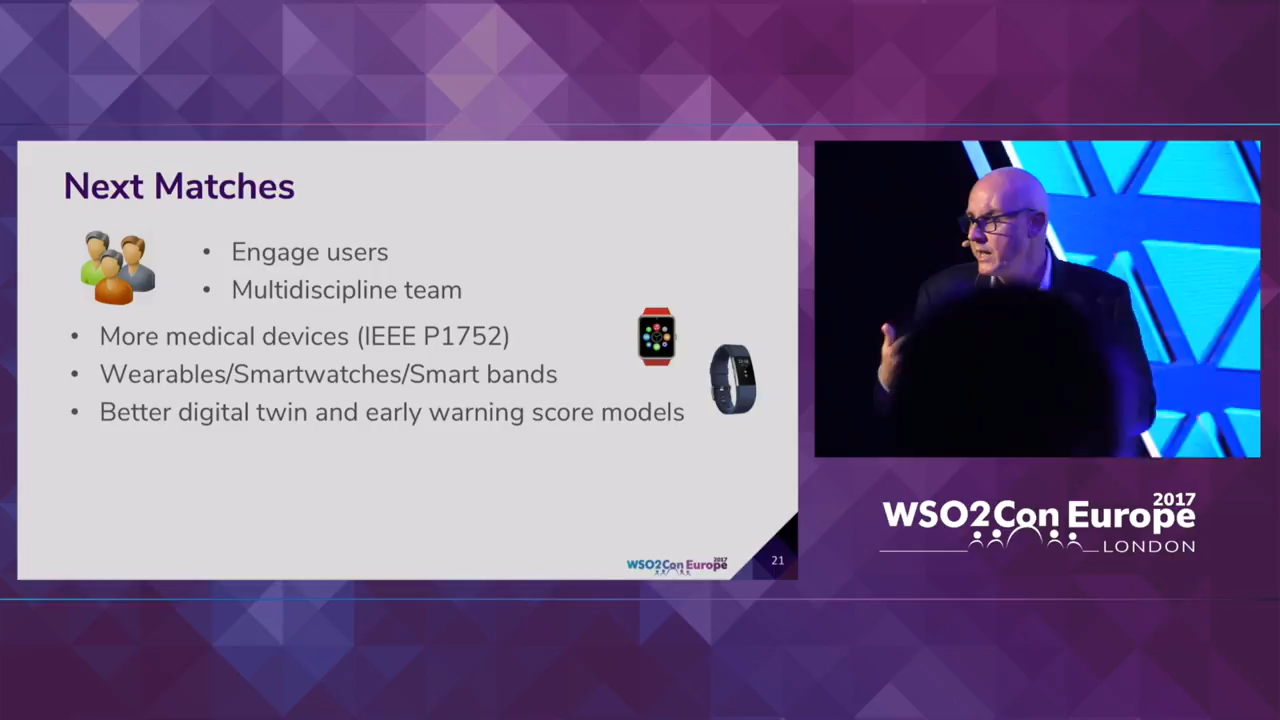 Next Matches
• Engage users
• Multidiscipline team
• More medical devices (IEEE P1752)
• Wearables/Smartwatches/Smart bands
• Better digital twin and early warning score models
WSO2Con Europe 2017
21
WSO2Con Europe 2017
LONDON